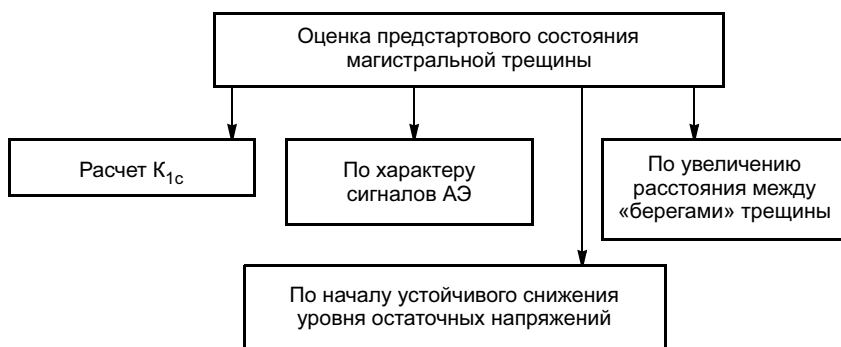 Оценка предстартового состояния
магистральной трещины
Расчет К1с
По характеру
сигналов АЭ
По увеличению
расстояния между
«берегами» трещины
По началу устойчивого снижения
уровня остаточных напряжений